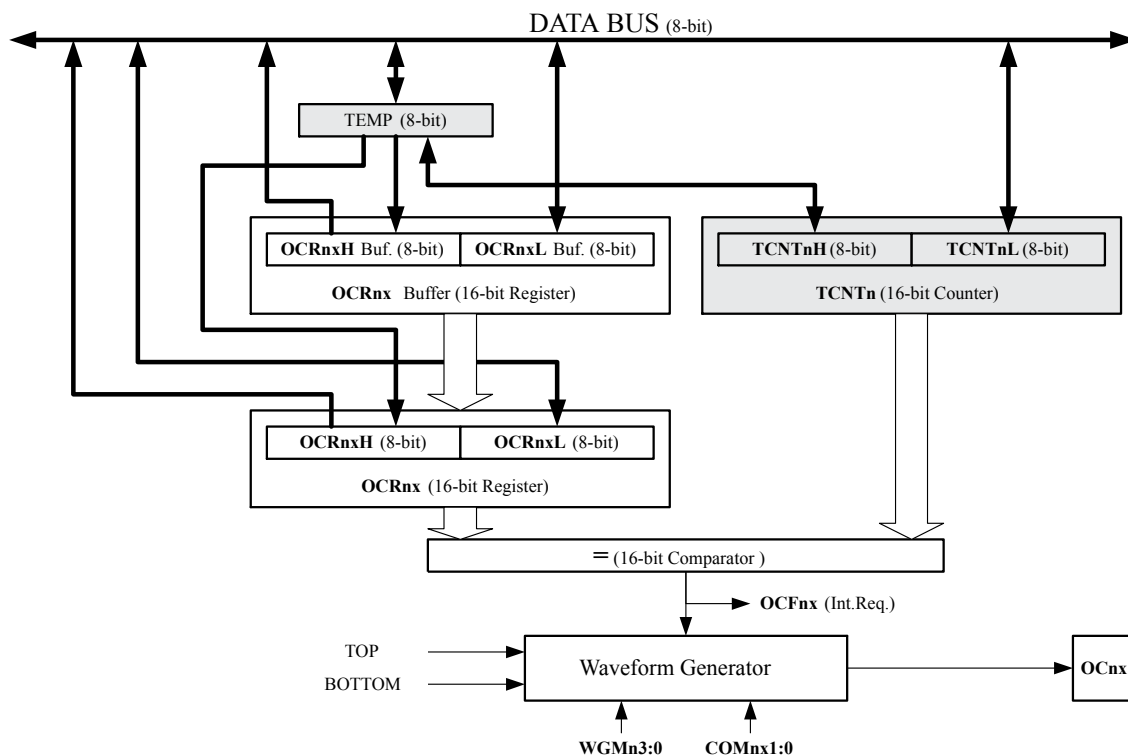 DATA BUS (8-bit)
TEMP (8-bit)
OCRnxH Buf. (8-bit) OCRnxL Buf. (8-bit) TCNTnH (8-bit) TCNTnL (8-bit)
OCRnx Buffer (16-bit Register) TCNTn (16-bit Counter)
OCRnxH (8-bit) OCRnxL (8-bit)
OCRnx (16-bit Register)
= (16-bit Comparator )
OCFnx (Int.Req.)
TOP
Waveform Generator OCnx
BOTTOM
WGMn3:0 COMnx1:0